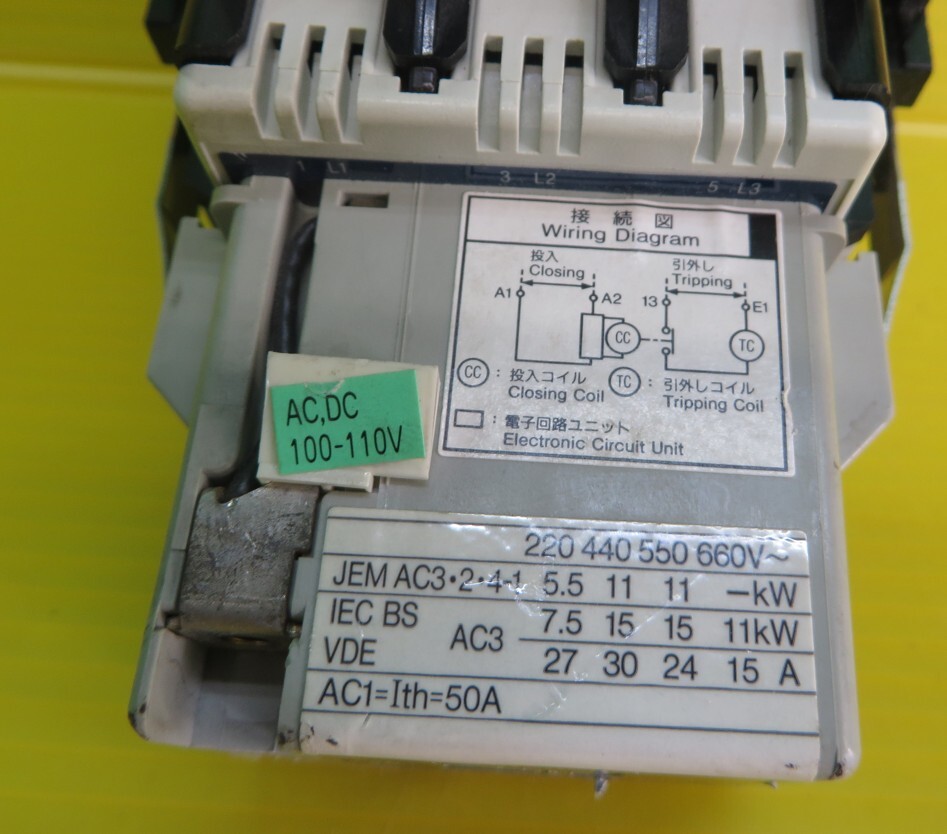 1 L1
3 L2
5 L3
接続図
Wiring Diagram
投入
Closing
引外し
Tripping
A1
A2
13
E1
CC
TC
CC : 投入コイル
Closing Coil
TC : 引外しコイル
Tripping Coil
: 電子回路ユニット
Electronic Circuit Unit
AC,DC
100-110V
220 440 550 660V~
JEM AC3・2・4-1 5.5 11 11 -kW
IEC BS
VDE
AC3
7.5 15 15 11kW
27 30 24 15 A
AC1=Ith=50A